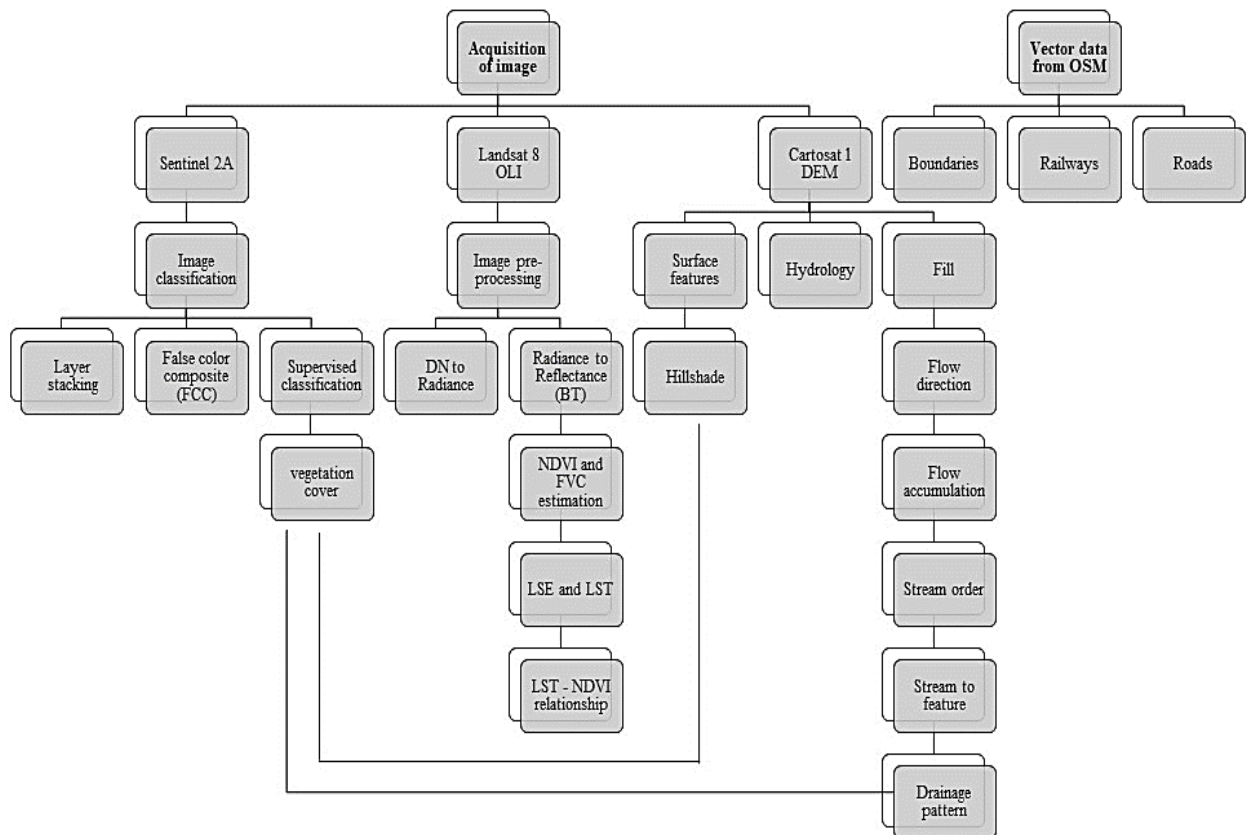 Acquisition
of image
Vector data
from OSM
Sentinel 2A
Landsat 8
OLI
Cartosat 1
DEM
Boundaries
Railways
Roads
Image
classification
Image pre-
processing
Surface
features
Hydrology
Fill
Layer
stacking
False color
composite
(FCC)
Supervised
classification
DN to
Radiance
Radiance to
Reflectance
(BT)
Hillshade
Flow
direction
vegetation
cover
NDVI and
FVC
estimation
Flow
accumulation
LSE and LST
Stream order
LST - NDVI
relationship
Stream to
feature
Drainage
pattern